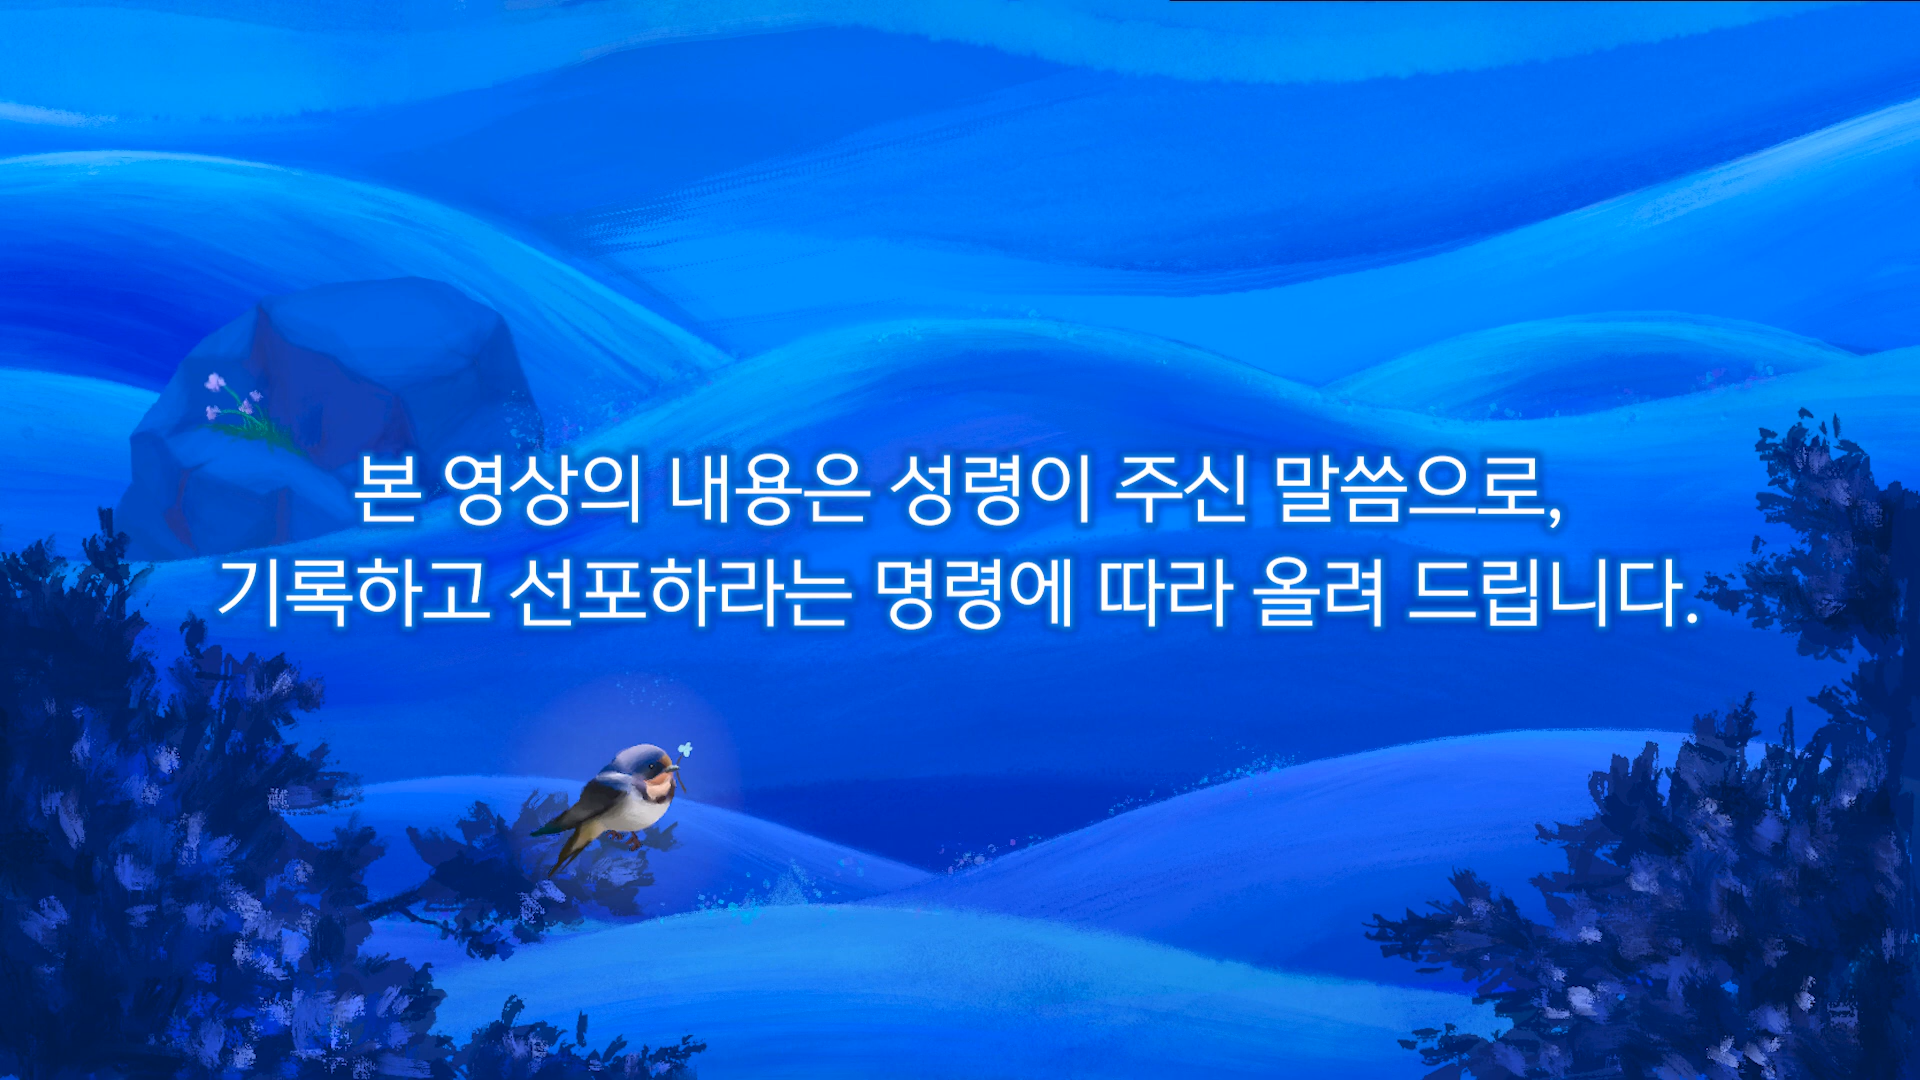 본 영상의 내용은 성령이 주신 말씀으로,
기록하고 선포하라는 명령에 따라 올려 드립니다.